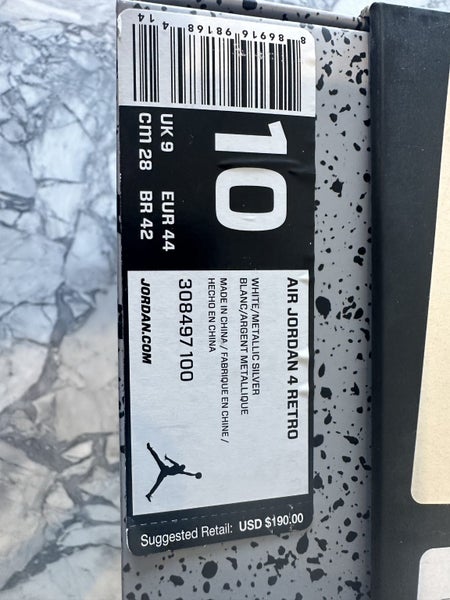 8 86916 98168 4 14
10
UK 9 EUR 44
cm 28 BR 42
AIR JORDAN 4 RETRO
WHITE/METALLIC SILVER
BLANC/ARGENT METALLIQUE
MADE IN CHINA / FABRIQUE EN CHINE /
HECHO EN CHINA
308497 100
JORDAN.COM
Suggested Retail: USD $190.00